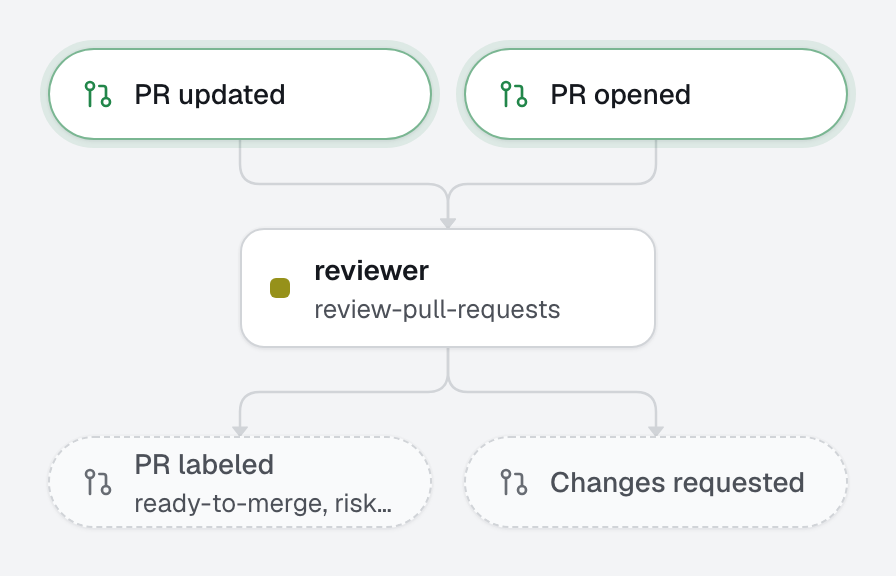 PR updated
PR opened
reviewer
review-pull-requests
PR labeled
ready-to-merge, risk...
Changes requested